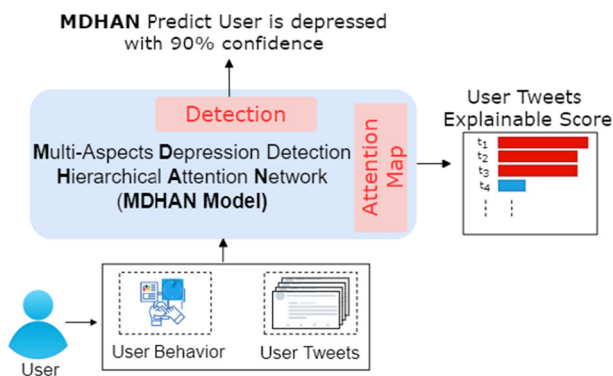 MDHAN Predict User is depressed
with 90% confidence
Detection
Multi-Aspects Depression Detection
Hierarchical Attention Network
(MDHAN Model)
Attention
Map
User Tweets
Explainable Score
t1
t2
t3
t4
User Behavior
User Tweets
User